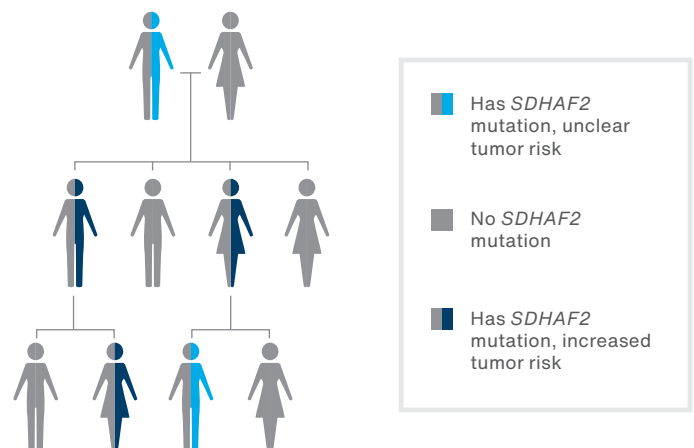 Has SDHAF2
mutation, unclear
tumor risk
No SDHAF2
mutation
Has SDHAF2
mutation, increased
tumor risk